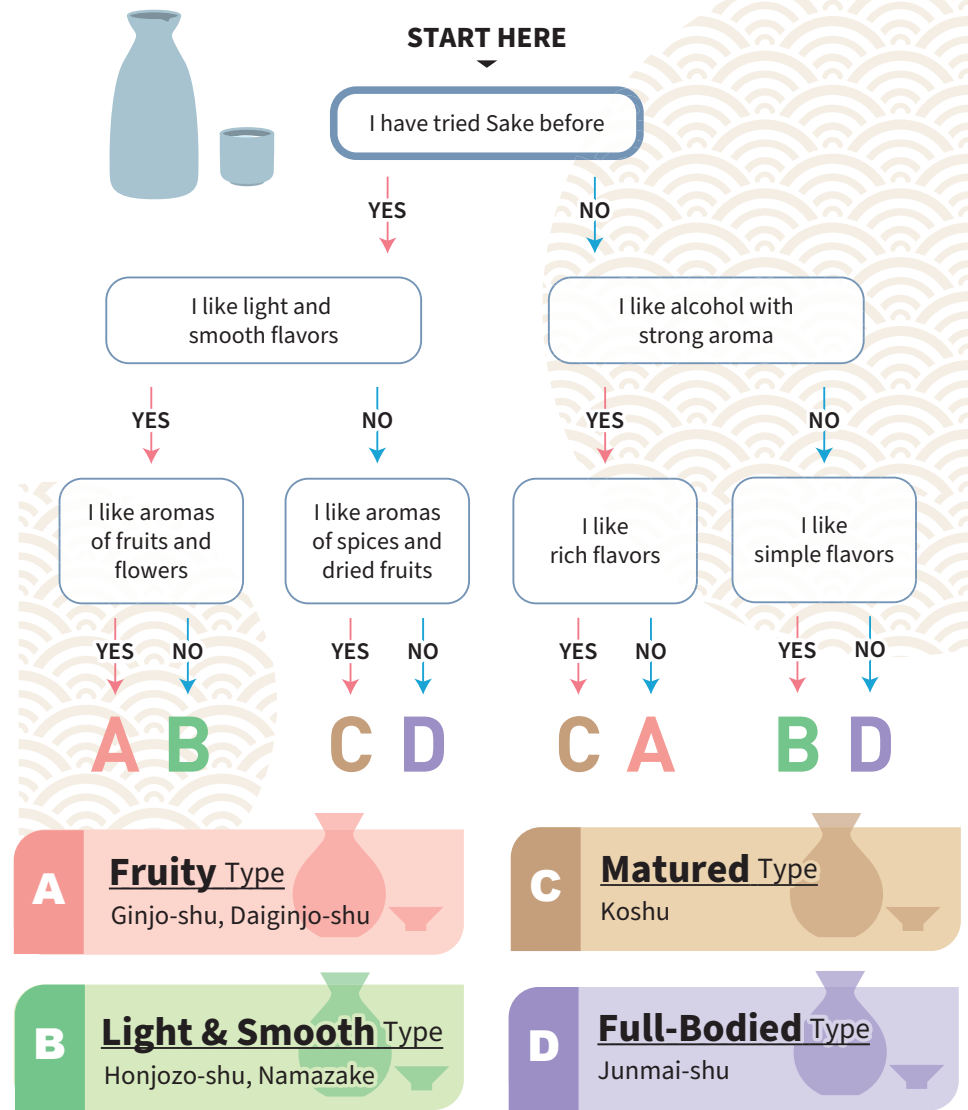 START HERE
I have tried Sake before
YES
NO
I like light and
smooth flavors
I like alcohol with
strong aroma
YES
NO
YES
NO
I like aromas
of fruits and
flowers
I like aromas
of spices and
dried fruits
I like
rich flavors
I like
simple flavors
YES
NO
YES
NO
YES
NO
YES
NO
A
B
C
D
C
A
B
D
A
Fruity Type
Ginjo-shu, Daiginjo-shu
C
Matured Type
Koshu
B
Light & Smooth Type
Honjozo-shu, Namazake
D
Full-Bodied Type
Junmai-shu